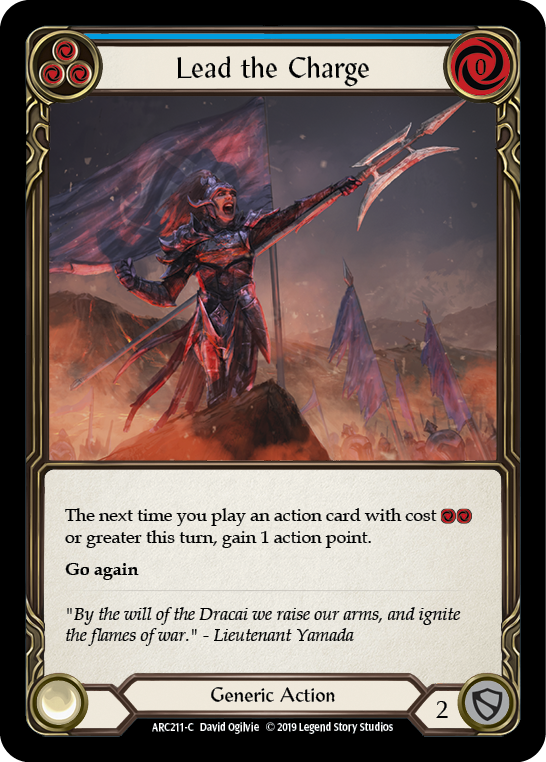 Lead the Charge
0
The next time you play an action card with cost
or greater this turn, gain 1 action point.
Go again
"By the will of the Dracai we raise our arms, and ignite
the flames of war." - Lieutenant Yamada
Generic Action
2
ARC211-C David Ogilvie © 2019 Legend Story Studios